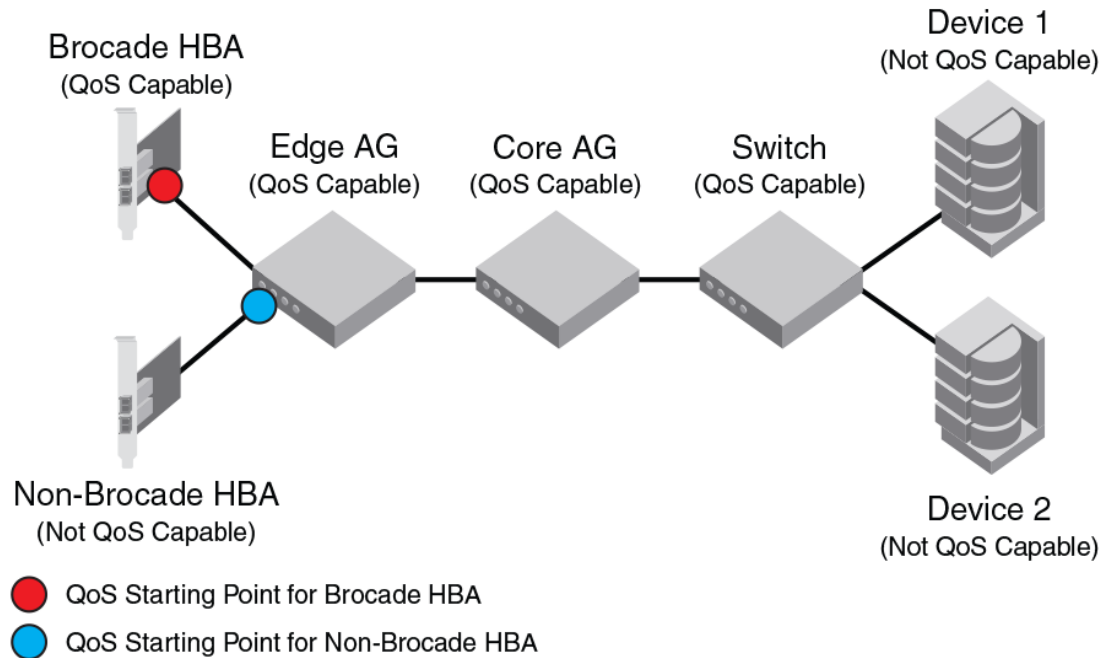 Brocade HBA
(QoS Capable)
Device 1
(Not QoS Capable)
Edge AG
(QoS Capable)
Core AG
(QoS Capable)
Switch
(QoS Capable)
Non-Brocade HBA
(Not QoS Capable)
Device 2
(Not QoS Capable)
QoS Starting Point for Brocade HBA
QoS Starting Point for Non-Brocade HBA